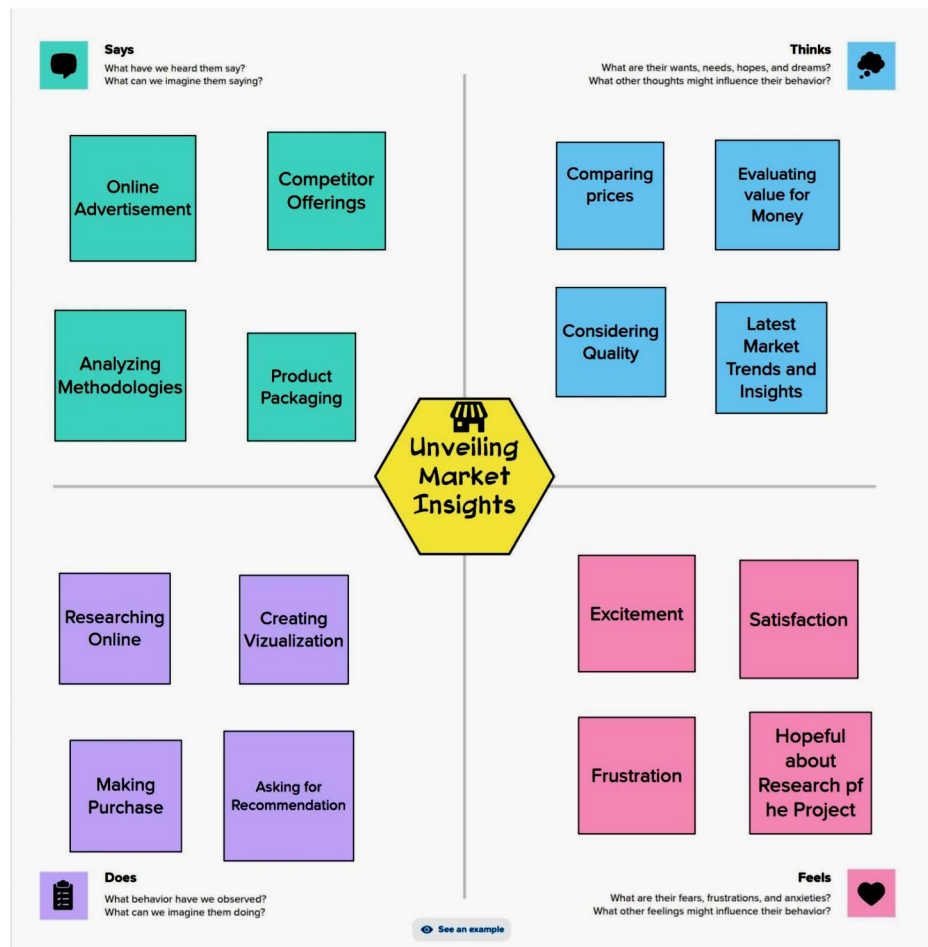 Says
What have we heard them say?
What can we imagine them saying?
Thinks
What are their wants, needs, hopes, and dreams?
What other thoughts might influence their behavior?
Online
Advertisement
Competitor
Offerings
Comparing
prices
Evaluating
value for
Money
Analyzing
Methodologies
Product
Packaging
Considering
Quality
Latest
Market
Trends and
Insights
Unveiling
Market
Insights
Researching
Online
Creating
Vizualization
Excitement
Satisfaction
Making
Purchase
Asking for
Recommendation
Frustration
Hopeful
about
Research pf
he Project
Does
What behavior have we observed?
What can we imagine them doing?
Feels
What are their fears, frustrations, and anxieties?
What other feelings might influence their behavior?
See an example